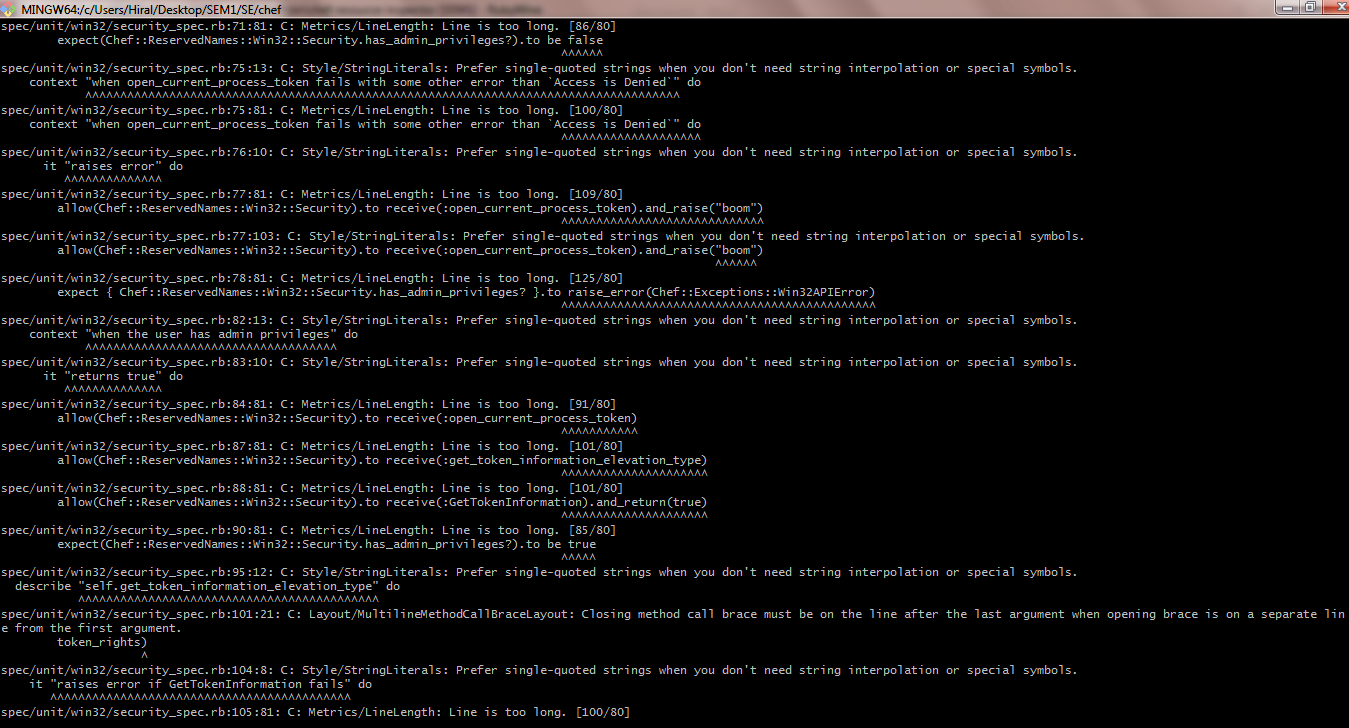 MINGW64:/c/Users/Hiral/Desktop/SEM1/SE/chef
spec/unit/win32/security_spec.rb:71:81: C: Metrics/LineLength: Line is too long. [86/80]
        expect(Chef::ReservedNames::Win32::Security.has_admin_privileges?).to be false
                                                                                ^^^^^^
spec/unit/win32/security_spec.rb:75:13: C: Style/StringLiterals: Prefer single-quoted strings when you don't need string interpolation or special symbols.
    context "when open_current_process_token fails with some other error than `Access is Denied`" do
            ^^^^^^^^^^^^^^^^^^^^^^^^^^^^^^^^^^^^^^^^^^^^^^^^^^^^^^^^^^^^^^^^^^^^^^^^^^^^^^^^^^^^^
spec/unit/win32/security_spec.rb:75:81: C: Metrics/LineLength: Line is too long. [100/80]
    context "when open_current_process_token fails with some other error than `Access is Denied`" do
                                                                                ^^^^^^^^^^^^^^^^^^^^
spec/unit/win32/security_spec.rb:76:10: C: Style/StringLiterals: Prefer single-quoted strings when you don't need string interpolation or special symbols.
      it "raises error" do
         ^^^^^^^^^^^^^^
spec/unit/win32/security_spec.rb:77:81: C: Metrics/LineLength: Line is too long. [109/80]
        allow(Chef::ReservedNames::Win32::Security).to receive(:open_current_process_token).and_raise("boom")
                                                                                ^^^^^^^^^^^^^^^^^^^^^^^^^^^^^
spec/unit/win32/security_spec.rb:77:103: C: Style/StringLiterals: Prefer single-quoted strings when you don't need string interpolation or special symbols.
        allow(Chef::ReservedNames::Win32::Security).to receive(:open_current_process_token).and_raise("boom")
                                                                                                      ^^^^^^
spec/unit/win32/security_spec.rb:78:81: C: Metrics/LineLength: Line is too long. [125/80]
        expect { Chef::ReservedNames::Win32::Security.has_admin_privileges? }.to raise_error(Chef::Exceptions::Win32APIError)
                                                                                ^^^^^^^^^^^^^^^^^^^^^^^^^^^^^^^^^^^^^^^^^^^^^
spec/unit/win32/security_spec.rb:82:13: C: Style/StringLiterals: Prefer single-quoted strings when you don't need string interpolation or special symbols.
    context "when the user has admin privileges" do
            ^^^^^^^^^^^^^^^^^^^^^^^^^^^^^^^^^^^^
spec/unit/win32/security_spec.rb:83:10: C: Style/StringLiterals: Prefer single-quoted strings when you don't need string interpolation or special symbols.
      it "returns true" do
         ^^^^^^^^^^^^^^
spec/unit/win32/security_spec.rb:84:81: C: Metrics/LineLength: Line is too long. [91/80]
        allow(Chef::ReservedNames::Win32::Security).to receive(:open_current_process_token)
                                                                                ^^^^^^^^^^^
spec/unit/win32/security_spec.rb:87:81: C: Metrics/LineLength: Line is too long. [101/80]
        allow(Chef::ReservedNames::Win32::Security).to receive(:get_token_information_elevation_type)
                                                                                ^^^^^^^^^^^^^^^^^^^^^
spec/unit/win32/security_spec.rb:88:81: C: Metrics/LineLength: Line is too long. [101/80]
        allow(Chef::ReservedNames::Win32::Security).to receive(:GetTokenInformation).and_return(true)
                                                                                ^^^^^^^^^^^^^^^^^^^^^
spec/unit/win32/security_spec.rb:90:81: C: Metrics/LineLength: Line is too long. [85/80]
        expect(Chef::ReservedNames::Win32::Security.has_admin_privileges?).to be true
                                                                                ^^^^^
spec/unit/win32/security_spec.rb:95:12: C: Style/StringLiterals: Prefer single-quoted strings when you don't need string interpolation or special symbols.
  describe "self.get_token_information_elevation_type" do
           ^^^^^^^^^^^^^^^^^^^^^^^^^^^^^^^^^^^^^^^^^^^
spec/unit/win32/security_spec.rb:101:21: C: Layout/MultilineMethodCallBraceLayout: Closing method call brace must be on the line after the last argument when opening brace is on a separate lin
e from the first argument.
        token_rights)
                    ^
spec/unit/win32/security_spec.rb:104:8: C: Style/StringLiterals: Prefer single-quoted strings when you don't need string interpolation or special symbols.
    it "raises error if GetTokenInformation fails" do
       ^^^^^^^^^^^^^^^^^^^^^^^^^^^^^^^^^^^^^^^^^^^
spec/unit/win32/security_spec.rb:105:81: C: Metrics/LineLength: Line is too long. [100/80]